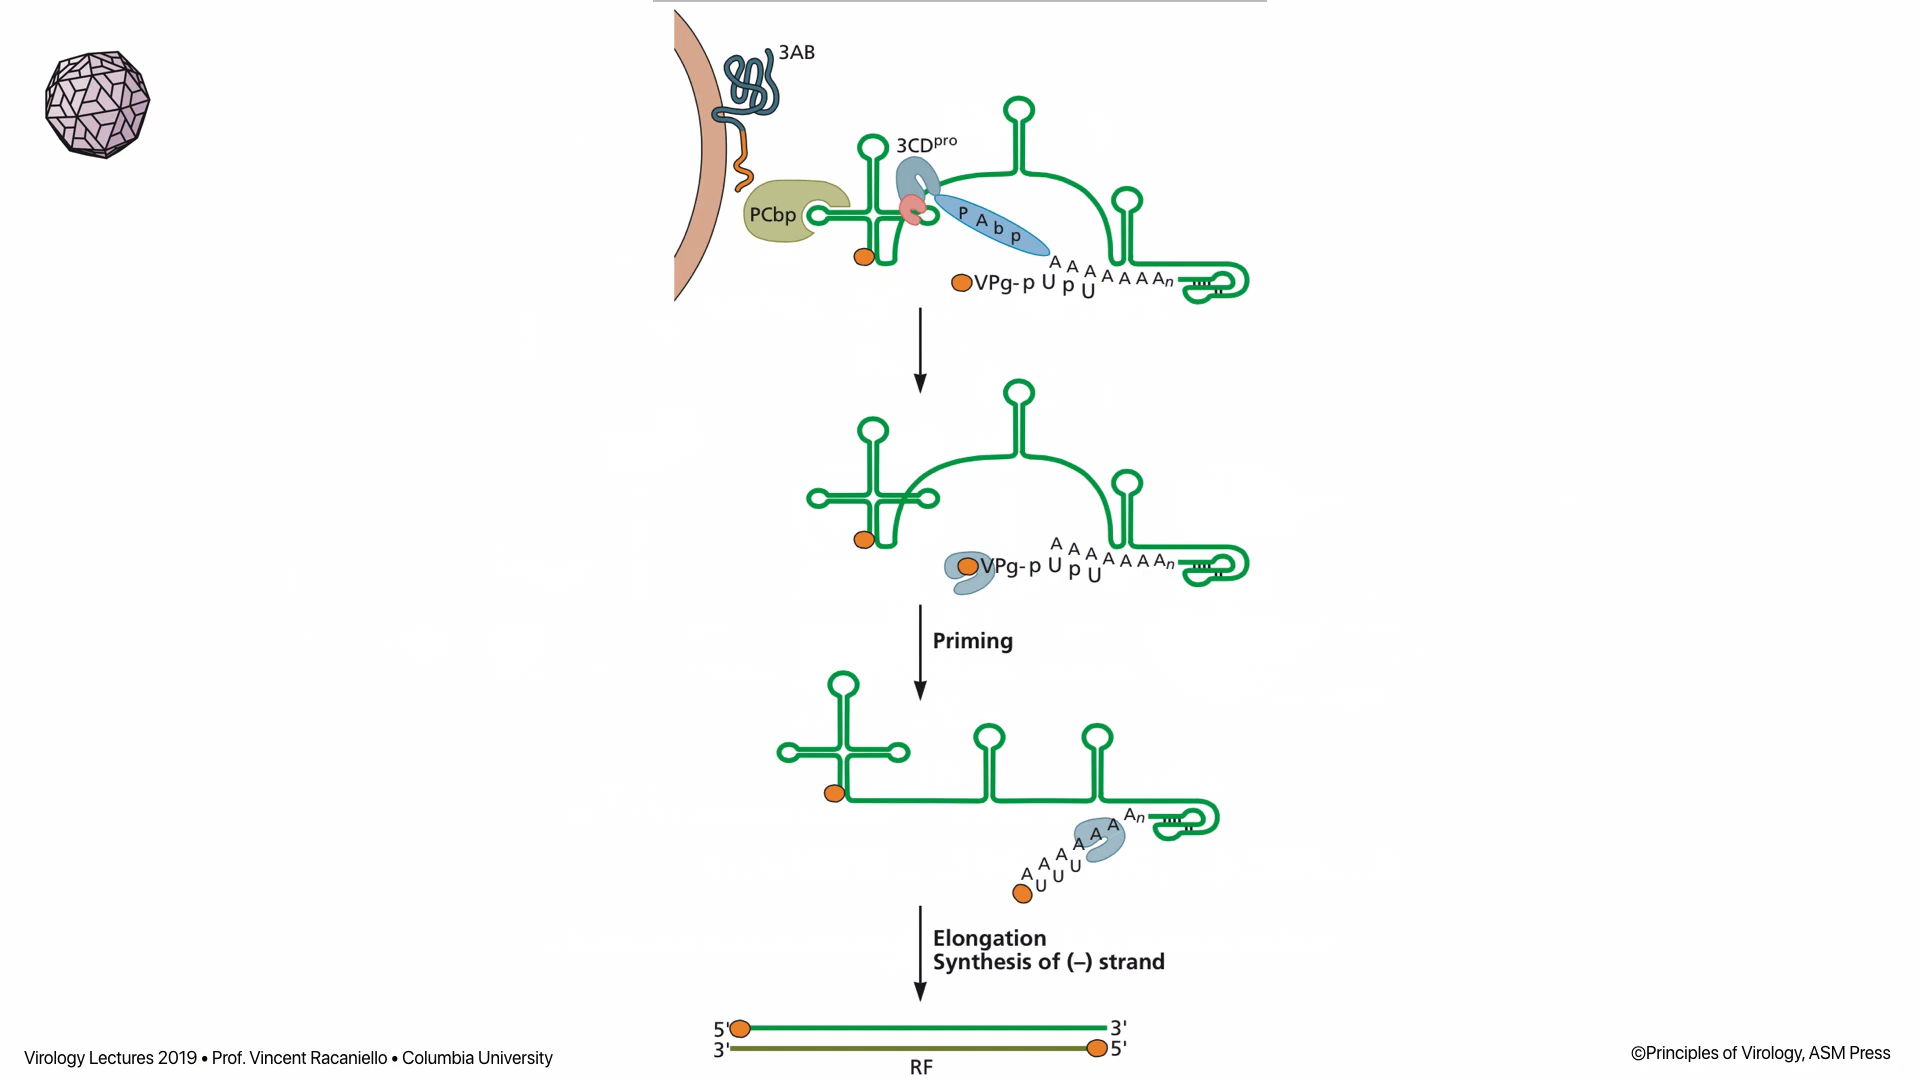 3AB
3CDpro
PCbp
P A b p
A A A A A A An
VPg-p U p U
A A A A A A An
VPg-p U p U
Priming
A A A A A A An
U U U
Elongation
Synthesis of (–) strand
5' 3'
3' 5'
RF
Virology Lectures 2019 • Prof. Vincent Racaniello • Columbia University
©Principles of Virology, ASM Press